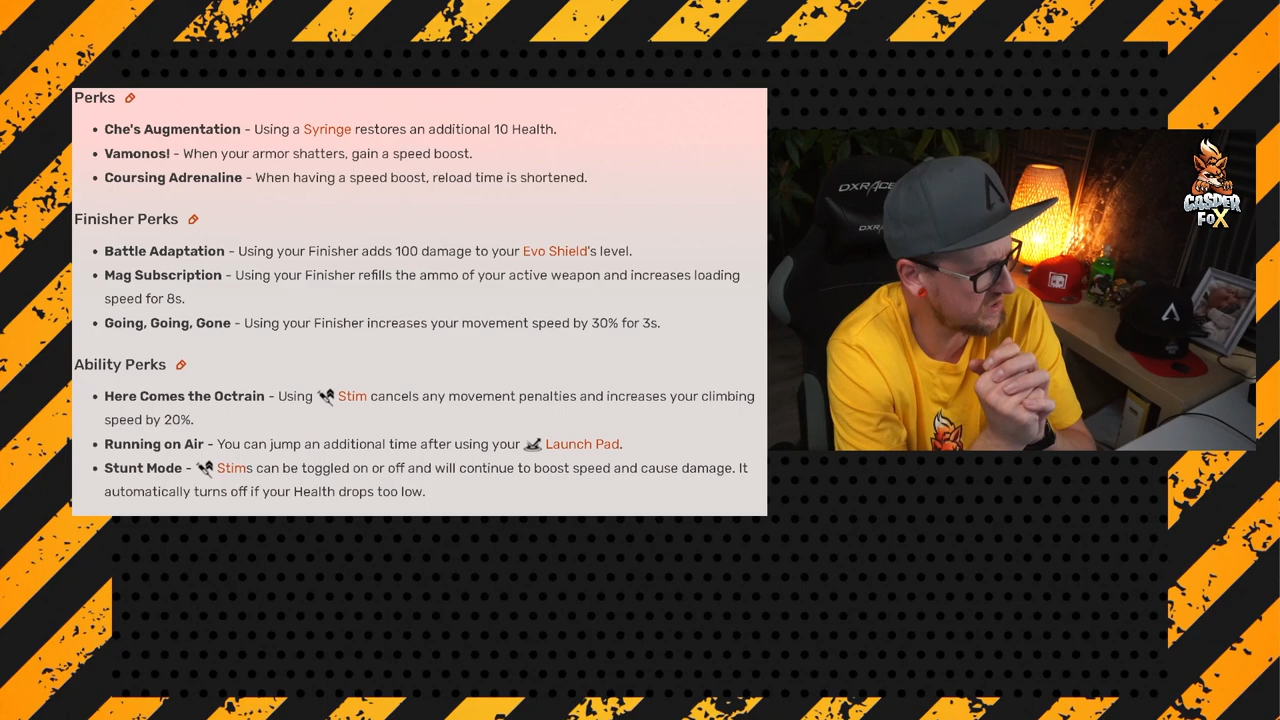 Perks
• Che's Augmentation - Using a Syringe restores an additional 10 Health.
• Vamonos! - When your armor shatters, gain a speed boost.
• Coursing Adrenaline - When having a speed boost, reload time is shortened.
Finisher Perks
• Battle Adaptation - Using your Finisher adds 100 damage to your Evo Shield's level.
• Mag Subscription - Using your Finisher refills the ammo of your active weapon and increases loading
speed for 8s.
• Going, Going, Gone - Using your Finisher increases your movement speed by 30% for 3s.
Ability Perks
• Here Comes the Octrain - Using Stim cancels any movement penalties and increases your climbing
speed by 20%.
• Running on Air - You can jump an additional time after using your Launch Pad.
• Stunt Mode - Stims can be toggled on or off and will continue to boost speed and cause damage. It
automatically turns off if your Health drops too low.
DXRACE
DXR
CASPER
FOX